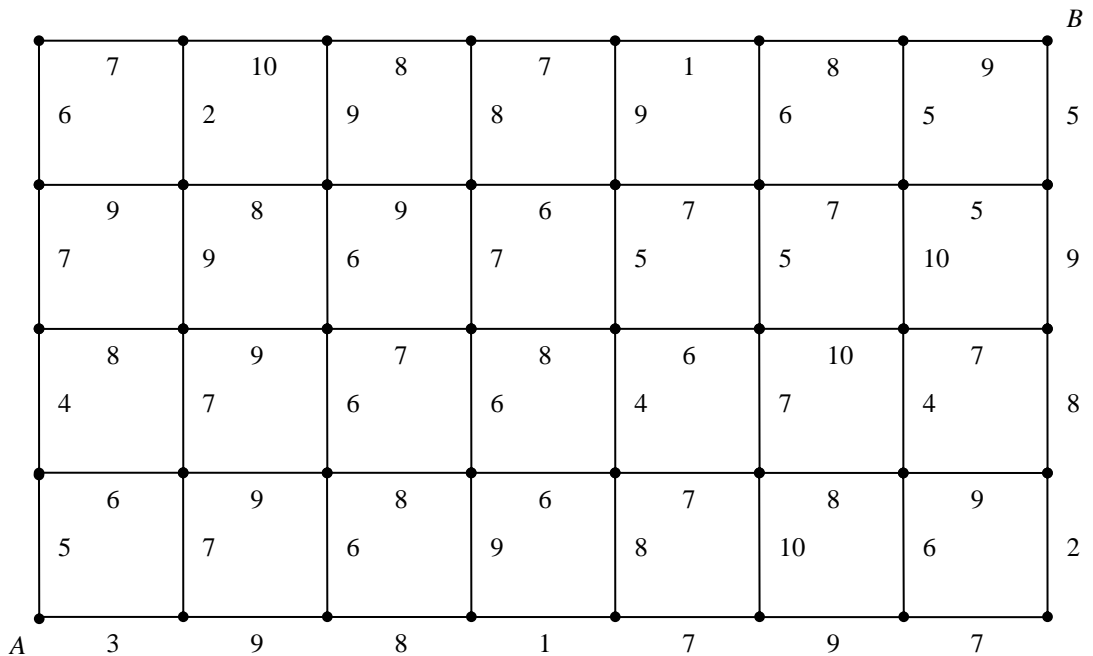 B
7 10 8 7 1 8 9
6 2 9 8 9 6 5 5
9 8 9 6 7 7 5
7 9 6 7 5 5 10 9
8 9 7 8 6 10 7
4 7 6 6 4 7 4 8
6 9 8 6 7 8 9
5 7 6 9 8 10 6 2
A 3 9 8 1 7 9 7